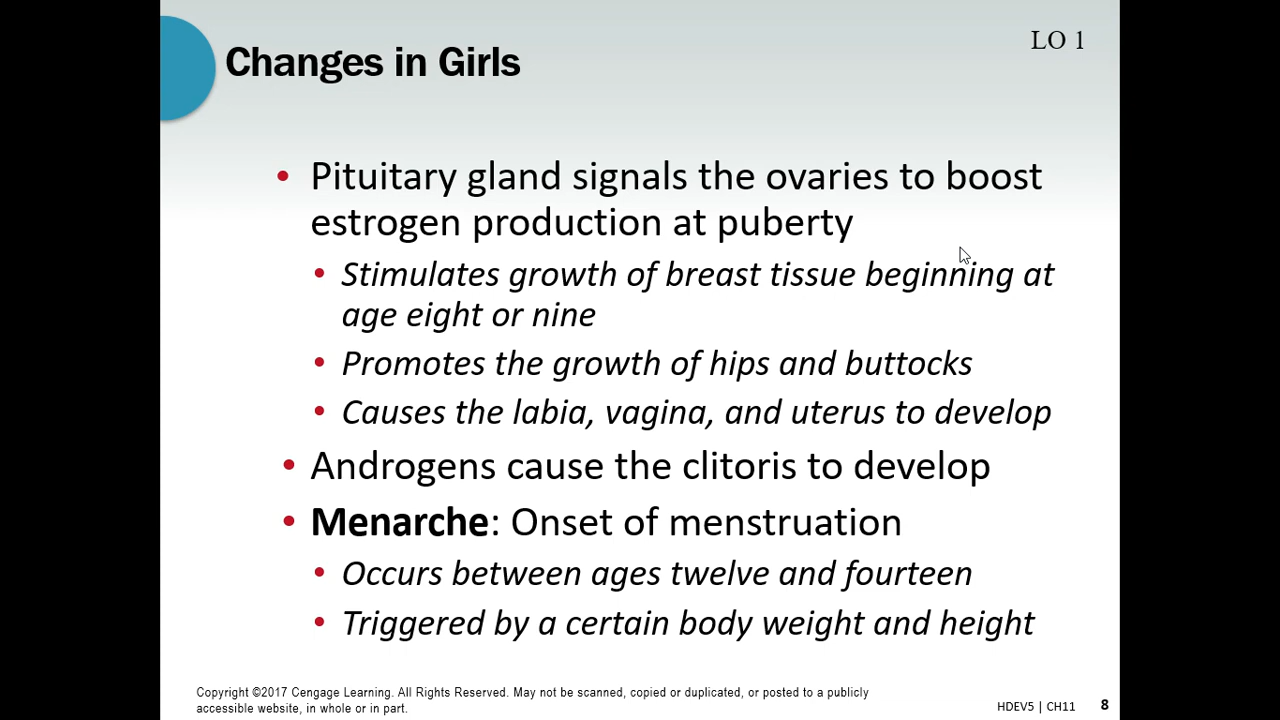 LO 1
Changes in Girls
• Pituitary gland signals the ovaries to boost
estrogen production at puberty
• Stimulates growth of breast tissue beginning at
age eight or nine
• Promotes the growth of hips and buttocks
• Causes the labia, vagina, and uterus to develop
• Androgens cause the clitoris to develop
• Menarche: Onset of menstruation
• Occurs between ages twelve and fourteen
• Triggered by a certain body weight and height
Copyright ©2017 Cengage Learning. All Rights Reserved. May not be scanned, copied or duplicated, or posted to a publicly
accessible website, in whole or in part.
HDEV5 | CH11 8